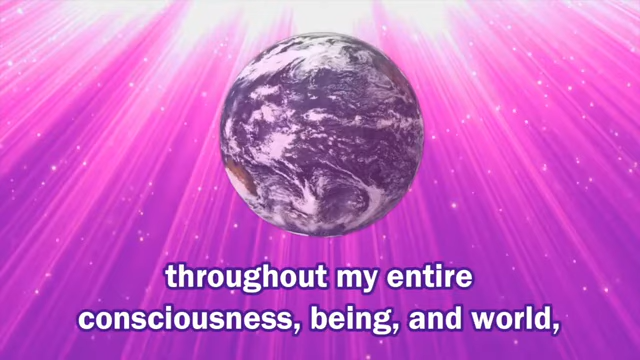 throughout my entire
consciousness, being, and world,